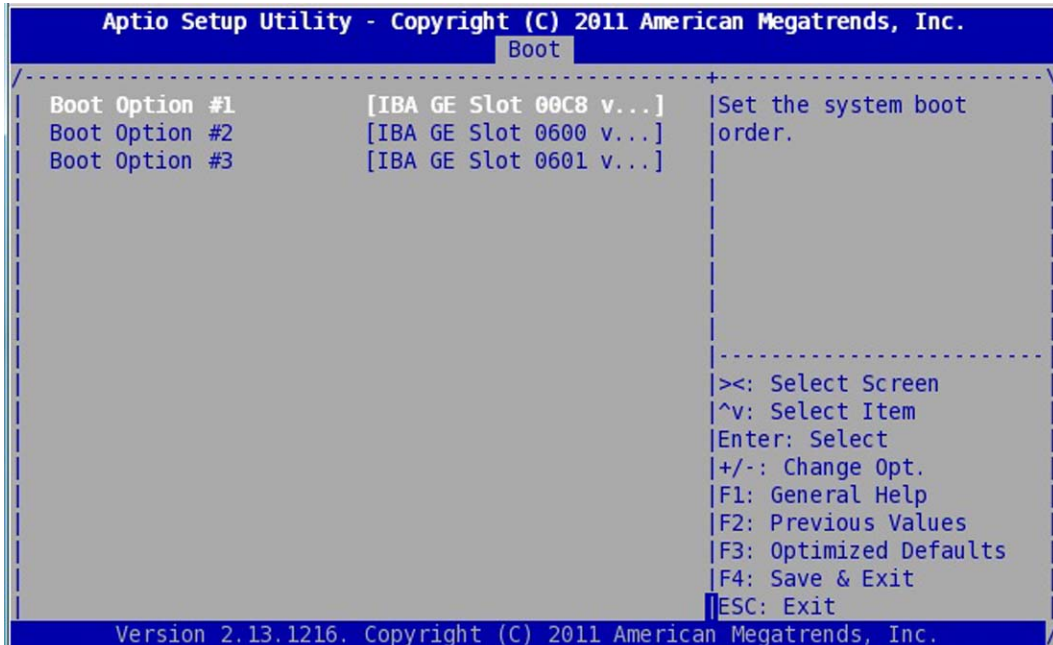 Aptio Setup Utility - Copyright (C) 2011 American Megatrends, Inc.
Boot
Boot Option #1 [IBA GE Slot 00C8 v...]
Boot Option #2 [IBA GE Slot 0600 v...]
Boot Option #3 [IBA GE Slot 0601 v...]
Set the system boot
order.
><: Select Screen
^v: Select Item
Enter: Select
+/-: Change Opt.
F1: General Help
F2: Previous Values
F3: Optimized Defaults
F4: Save & Exit
ESC: Exit
Version 2.13.1216. Copyright (C) 2011 American Megatrends, Inc.